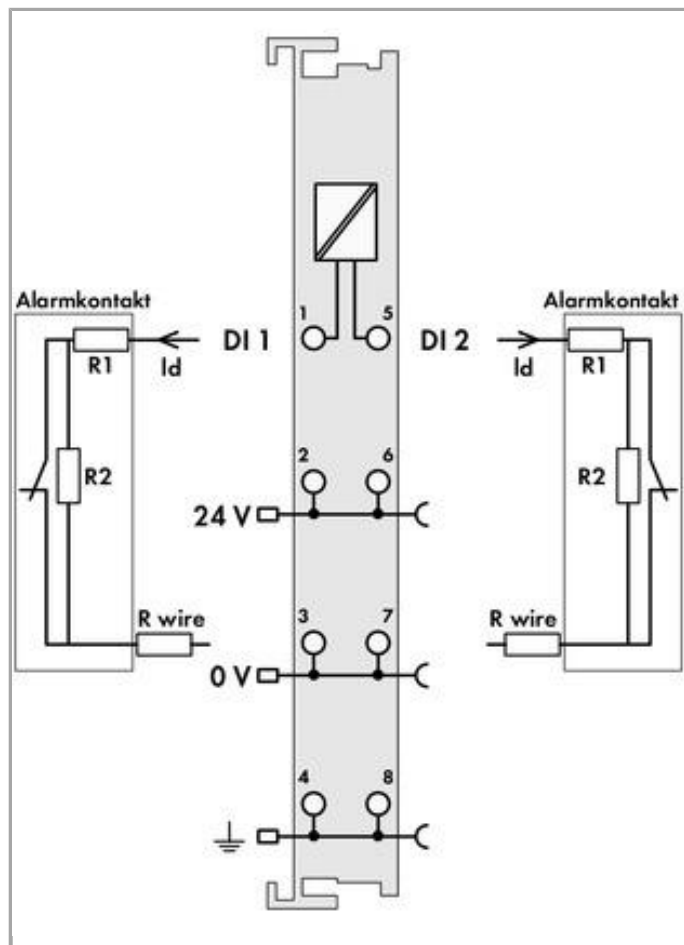 Alarmkontakt
Alarmkontakt
1
5
DI 1
DI 2
R1
Id
Id
R1
2
6
R2
R2
24 V
R wire
3
7
R wire
0 V
4
8